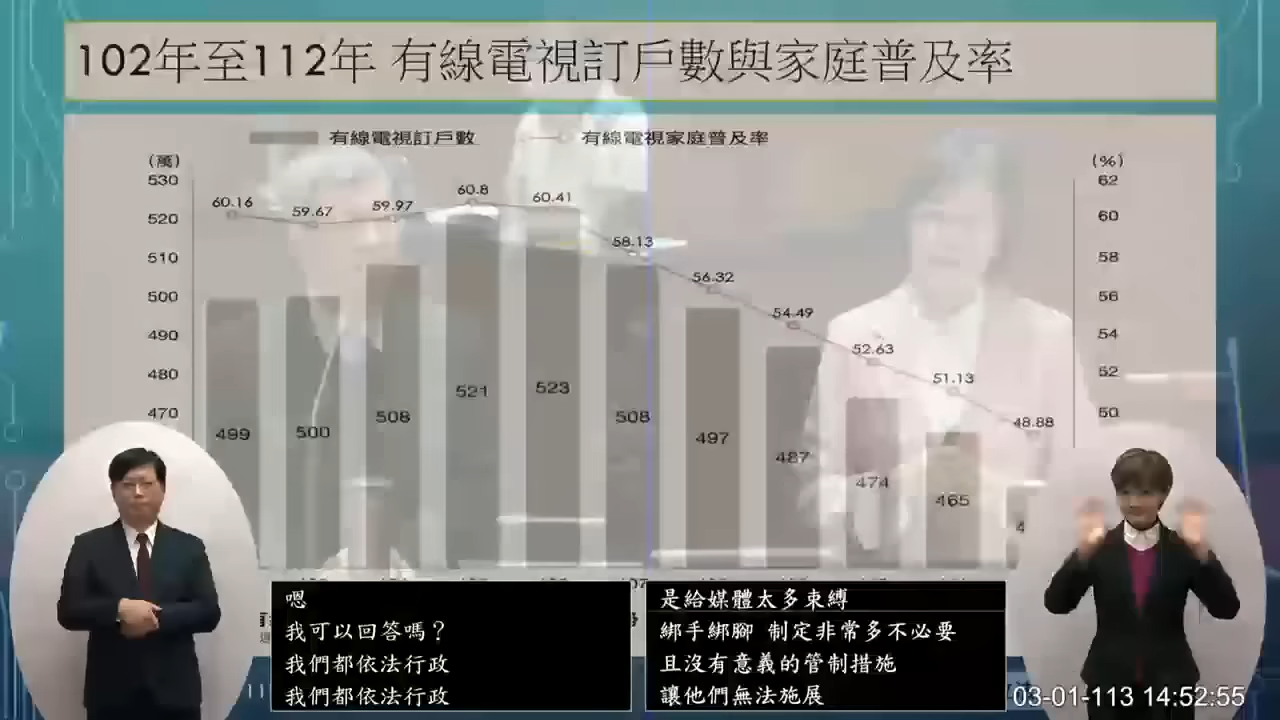 102年至112年 有線電視訂戶數與家庭普及率
有線電視訂戶數 有線電視家庭普及率
(萬) (%)
530 62
520 60
510 58
500 56
490 54
480 52
470 50
60.16 59.67 59.97 60.8 60.41 58.13 56.32 54.49 52.63 51.13 48.88
499 500 508 521 523 508 497 487 474 465
嗯
我可以回答嗎？
我們都依法行政
我們都依法行政
是給媒體太多束縛
綁手綁腳 制定非常多不必要
且沒有意義的管制措施
讓他們無法施展
03-01-113 14:52:55